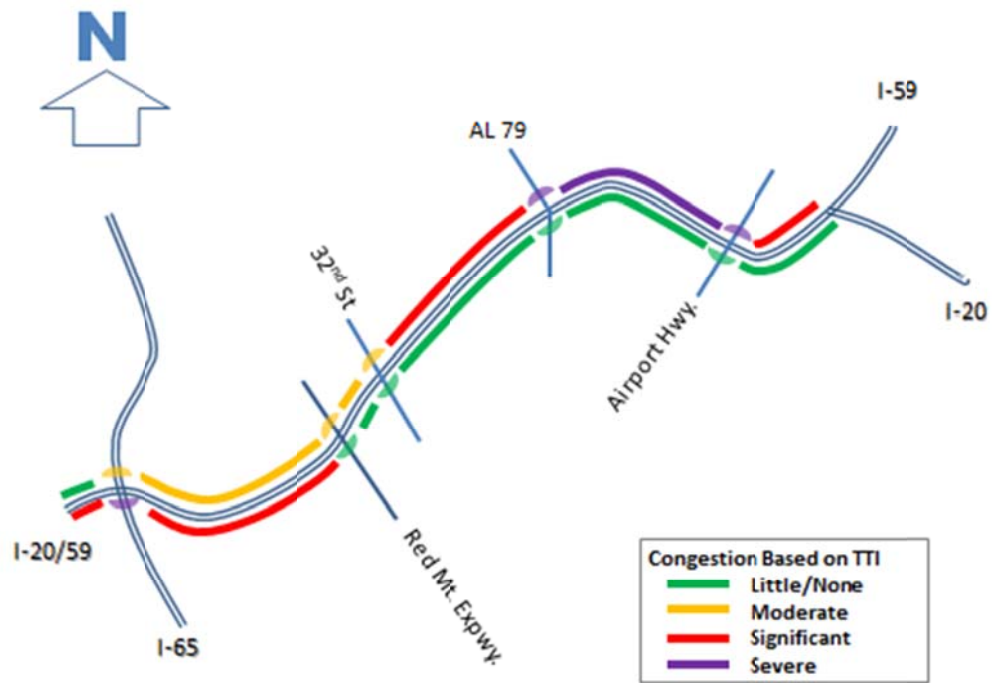 N
I-59
AL 79
32nd St
I-20
Airport Hwy.
I-20/59
Red Mt. Expwy.
I-65
Congestion Based on TTI
Little/None
Moderate
Significant
Severe